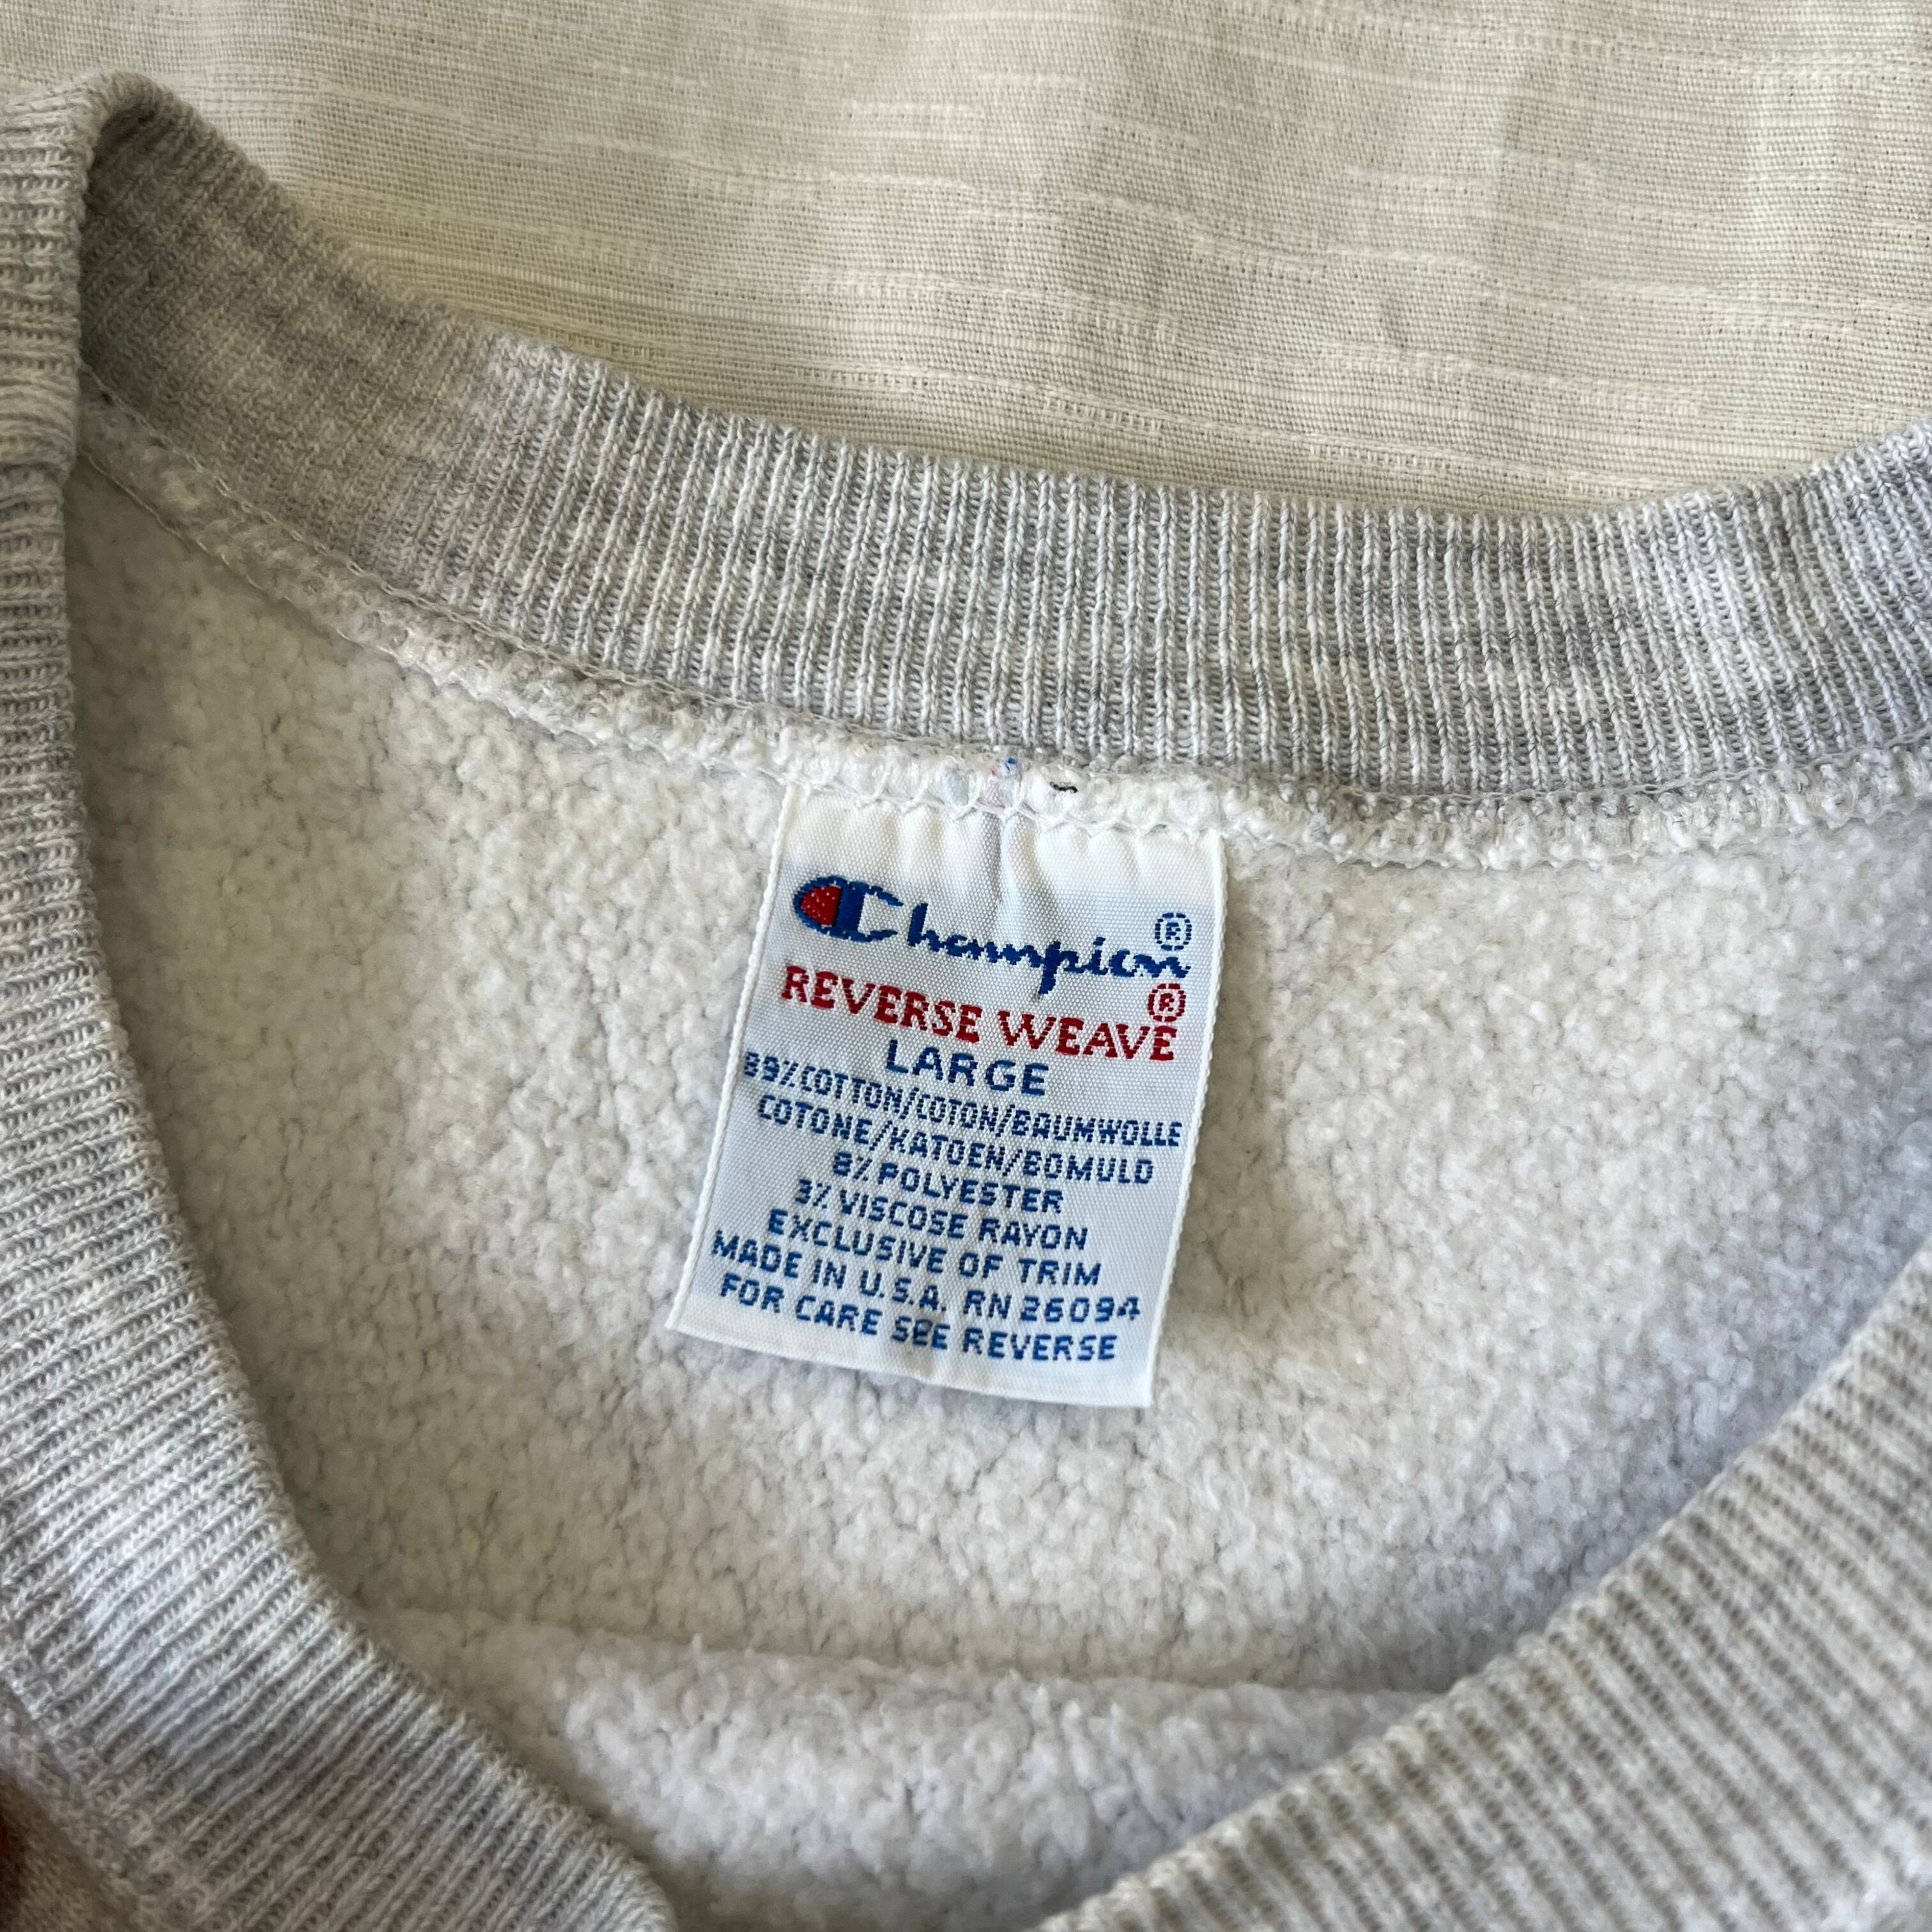 Champion®
REVERSE WEAVE®
LARGE
89% COTTON/COTON/BAUMWOLLE
COTONE/KATOEN/BOMULD
8% POLYESTER
3% VISCOSE RAYON
EXCLUSIVE OF TRIM
MADE IN U.S.A. RN 26094
FOR CARE SEE REVERSE